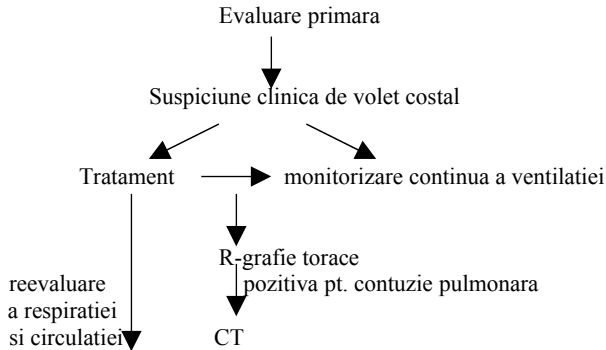 Evaluare primara
Suspiciune clinica de volet costal
Tratament
monitorizare continua a ventilatiei
R-grafie torace
pozitiva pt. contuzie pulmonara
reevaluare
a respiratiei
si circulatiei
CT